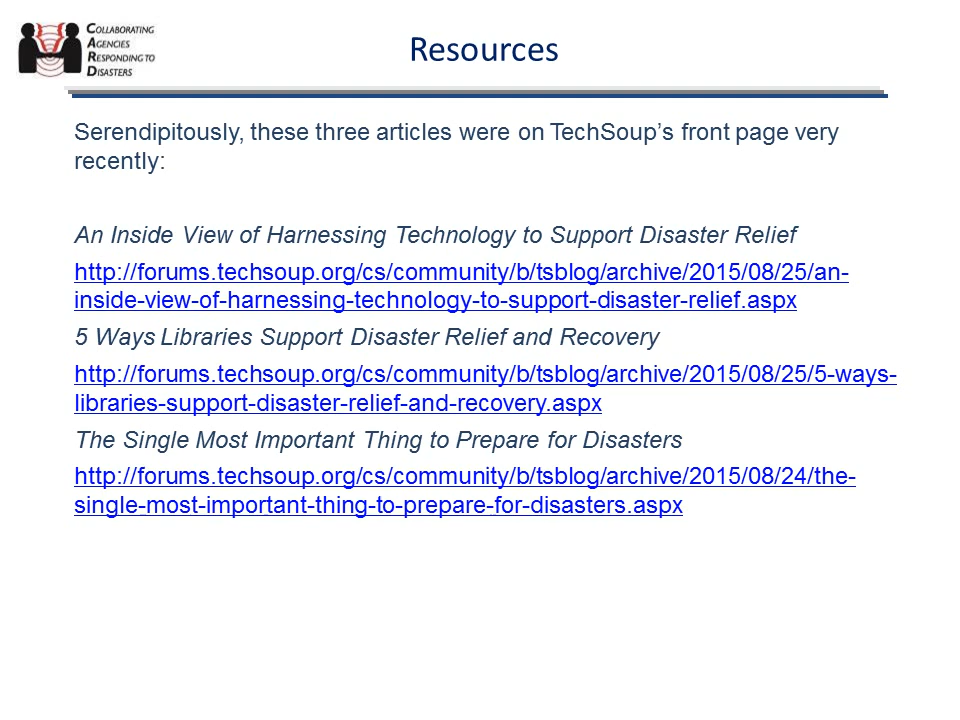 COLLABORATING
AGENCIES
RESPONDING TO
DISASTERS
Resources
Serendipitously, these three articles were on TechSoup’s front page very
recently:
An Inside View of Harnessing Technology to Support Disaster Relief
http://forums.techsoup.org/cs/community/b/tsblog/archive/2015/08/25/an-
inside-view-of-harnessing-technology-to-support-disaster-relief.aspx
5 Ways Libraries Support Disaster Relief and Recovery
http://forums.techsoup.org/cs/community/b/tsblog/archive/2015/08/25/5-ways-
libraries-support-disaster-relief-and-recovery.aspx
The Single Most Important Thing to Prepare for Disasters
http://forums.techsoup.org/cs/community/b/tsblog/archive/2015/08/24/the-
single-most-important-thing-to-prepare-for-disasters.aspx